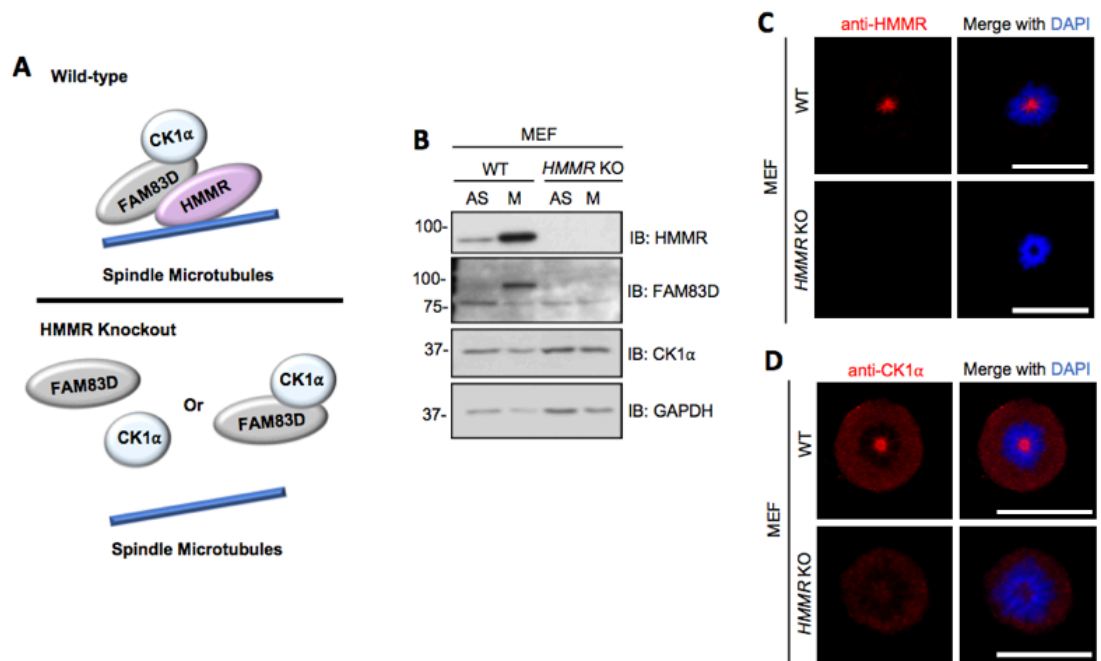 A
Wild-type
CK1α
FAM83D
HMMR
Spindle Microtubules
HMMR Knockout
FAM83D
CK1α
Or
CK1α
FAM83D
Spindle Microtubules
B
MEF
WT HMMR KO
AS M AS M
100- IB: HMMR
100-
75- IB: FAM83D
37- IB: CK1α
37- IB: GAPDH
C
anti-HMMR Merge with DAPI
MEF
WT
HMMR KO
D
anti-CK1α Merge with DAPI
MEF
WT
HMMR KO